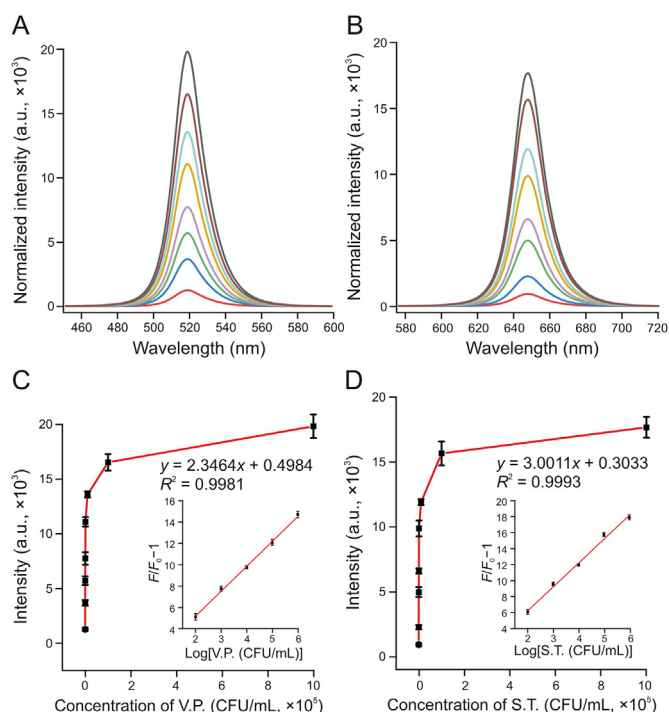 A
Normalized intensity (a.u., ×10³)
20
15
10
5
0
460 480 500 520 540 560 580 600
Wavelength (nm)
B
Normalized intensity (a.u., ×10³)
20
15
10
5
0
580 600 620 640 660 680 700 720
Wavelength (nm)
C
Intensity (a.u., ×10³)
20
15
10
5
0
y = 2.3464x + 0.4984
R² = 0.9981
F/F₀−1
16
14
12
10
8
6
4
2 3 4 5 6
Log[V.P. (CFU/mL)]
0 2 4 6 8 10
Concentration of V.P. (CFU/mL, ×10⁵)
D
Intensity (a.u., ×10³)
20
15
10
5
0
y = 3.0011x + 0.3033
R² = 0.9993
F/F₀−1
20
18
16
14
12
10
8
6
4
2 3 4 5 6
Log[S.T. (CFU/mL)]
0 2 4 6 8 10
Concentration of S.T. (CFU/mL, ×10⁵)